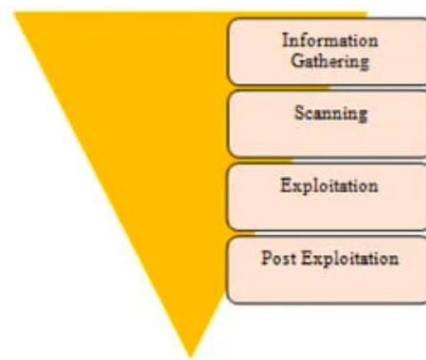 Information
Gathering
Scanning
Exploitation
Post Exploitation